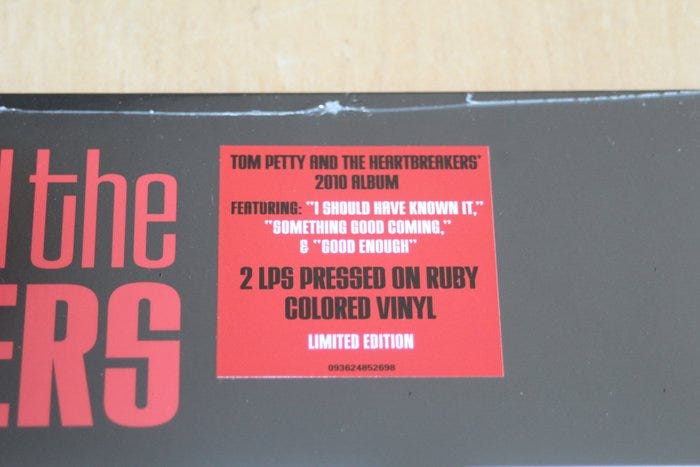 the
ERS
TOM PETTY AND THE HEARTBREAKERS'
2010 ALBUM
FEATURING: "I SHOULD HAVE KNOWN IT,"
"SOMETHING GOOD COMING,"
& "GOOD ENOUGH"
2 LPS PRESSED ON RUBY
COLORED VINYL
LIMITED EDITION
093624852698